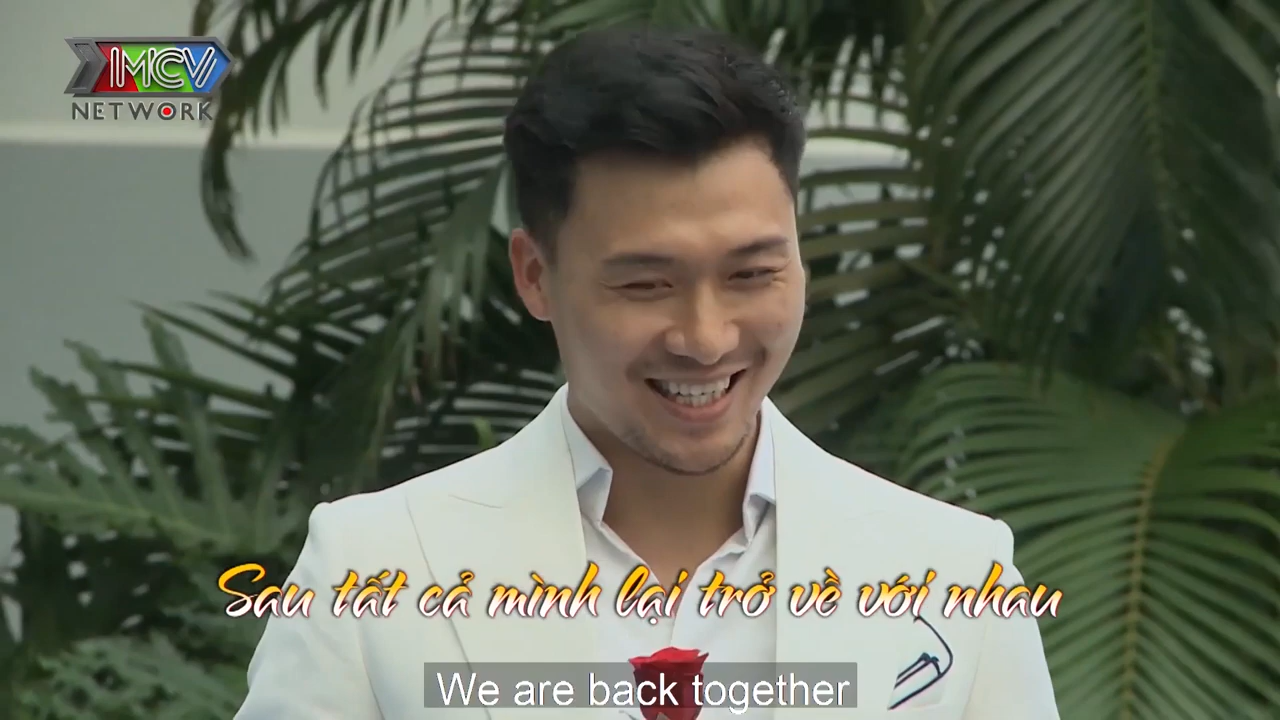 MCV
NETWORK
Sau tất cả mình lại trở về với nhau
We are back together